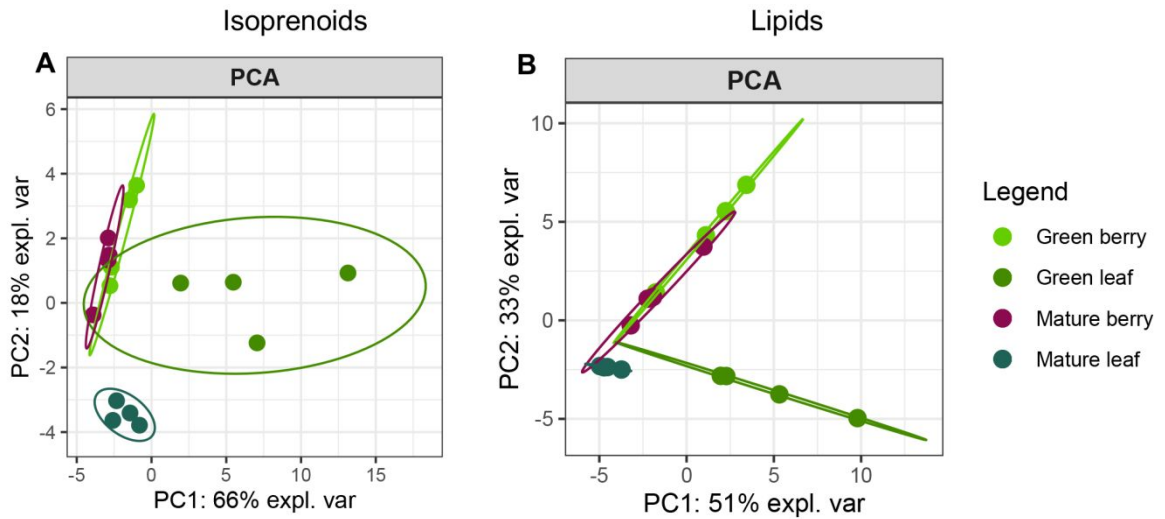 Isoprenoids
Lipids
A
PCA
B
PCA
PC2: 18% expl. var
6
4
2
0
-2
-4
-5
0
5
10
15
PC1: 66% expl. var
PC2: 33% expl. var
10
5
0
-5
-5
0
5
10
PC1: 51% expl. var
Legend
Green berry
Green leaf
Mature berry
Mature leaf